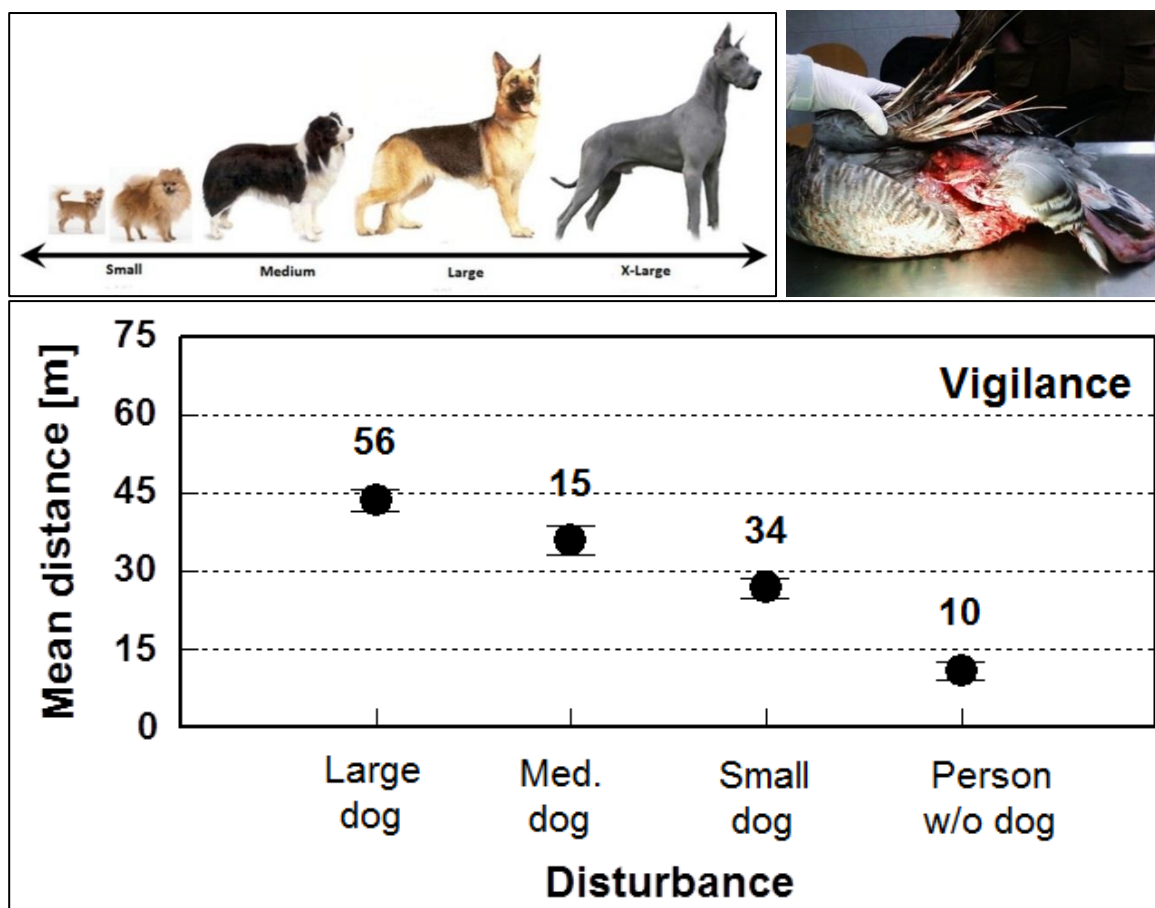 Small
Medium
Large
X-Large
Mean distance [m]
75
60
45
30
15
0
Vigilance
56
15
34
10
Large
dog
Med.
dog
Small
dog
Person
w/o dog
Disturbance